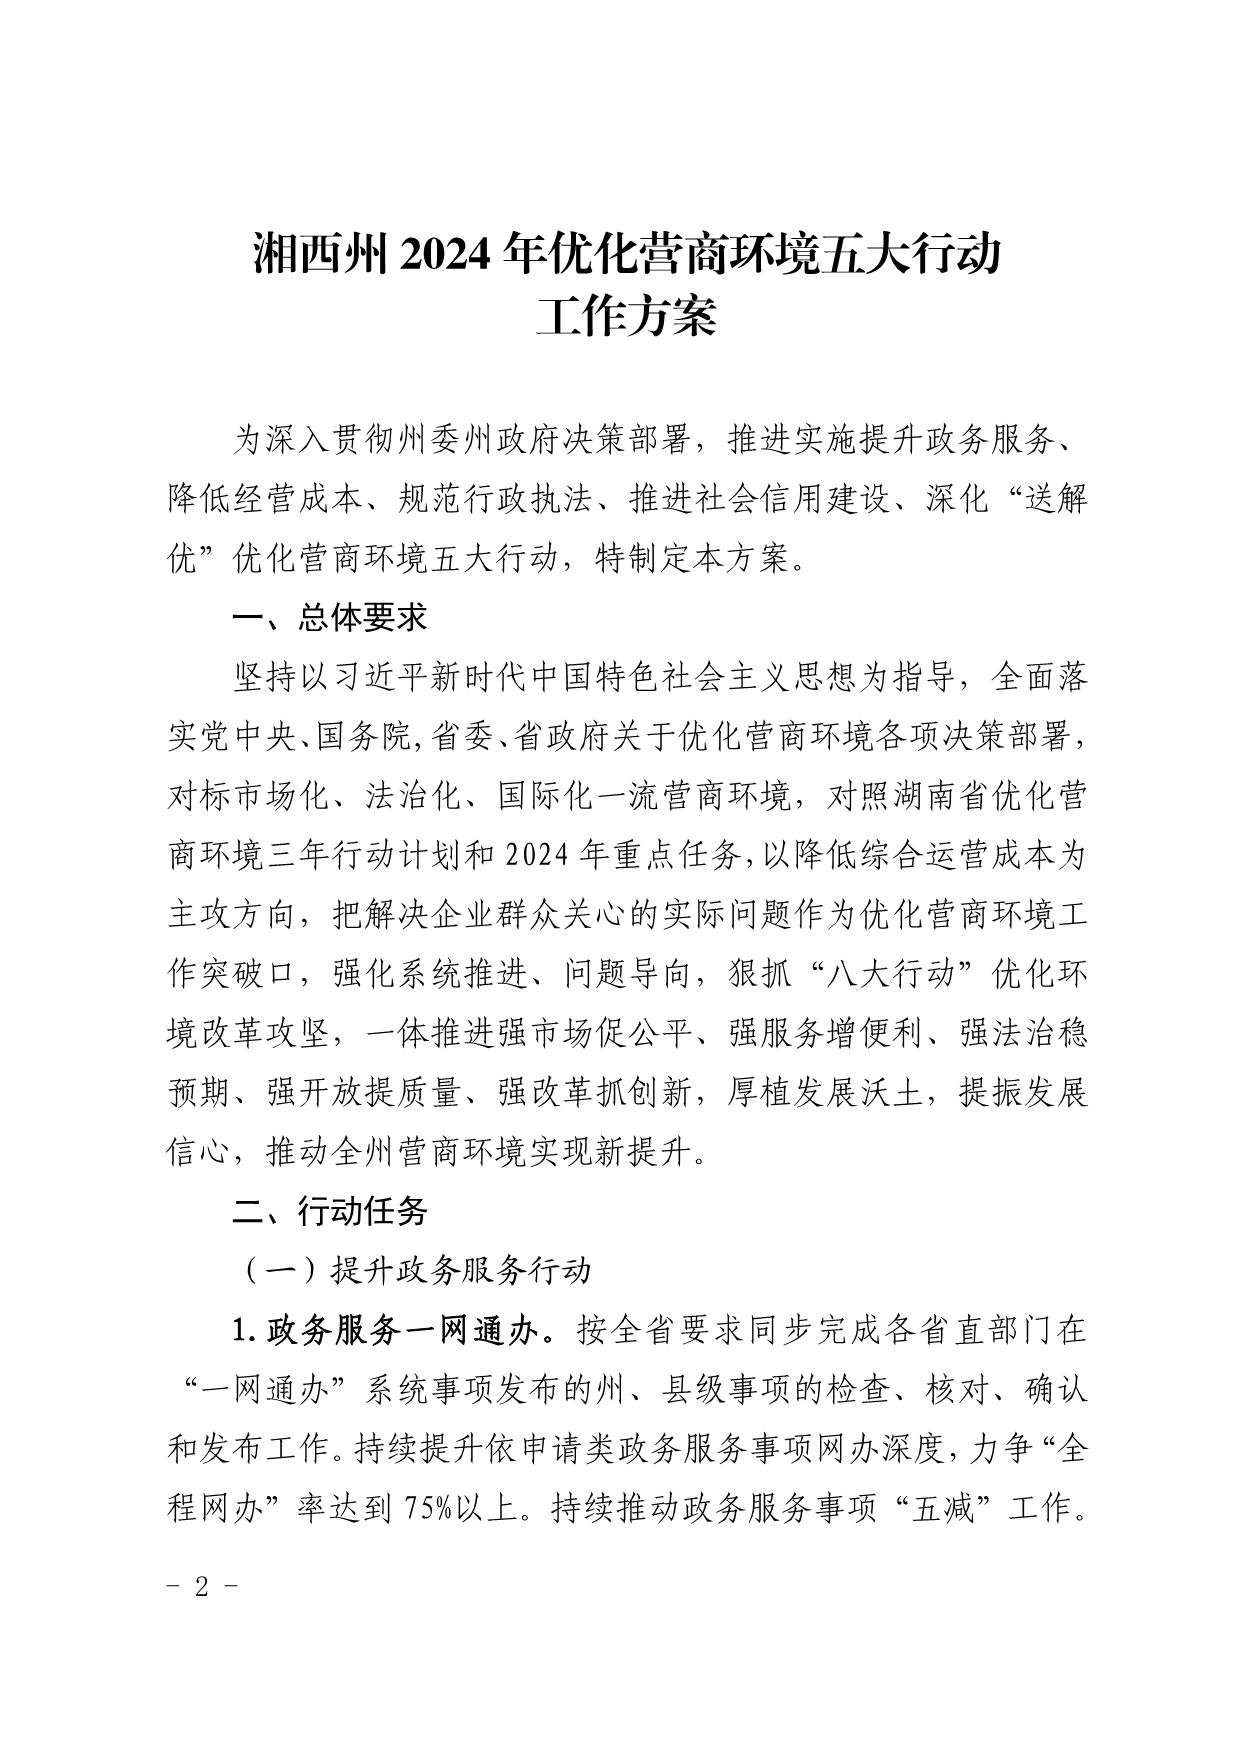 湘西州 2024 年优化营商环境五大行动
工作方案
为深入贯彻州委州政府决策部署，推进实施提升政务服务、
降低经营成本、规范行政执法、推进社会信用建设、深化“送解
优”优化营商环境五大行动，特制定本方案。
一、总体要求
坚持以习近平新时代中国特色社会主义思想为指导，全面落
实党中央、国务院,省委、省政府关于优化营商环境各项决策部署，
对标市场化、法治化、国际化一流营商环境，对照湖南省优化营
商环境三年行动计划和 2024 年重点任务,以降低综合运营成本为
主攻方向，把解决企业群众关心的实际问题作为优化营商环境工
作突破口，强化系统推进、问题导向，狠抓“八大行动”优化环
境改革攻坚，一体推进强市场促公平、强服务增便利、强法治稳
预期、强开放提质量、强改革抓创新，厚植发展沃土，提振发展
信心，推动全州营商环境实现新提升。
二、行动任务
（一）提升政务服务行动
1.政务服务一网通办。按全省要求同步完成各省直部门在
“一网通办”系统事项发布的州、县级事项的检查、核对、确认
和发布工作。持续提升依申请类政务服务事项网办深度，力争“全
程网办”率达到 75%以上。持续推动政务服务事项“五减”工作。
- 2 -